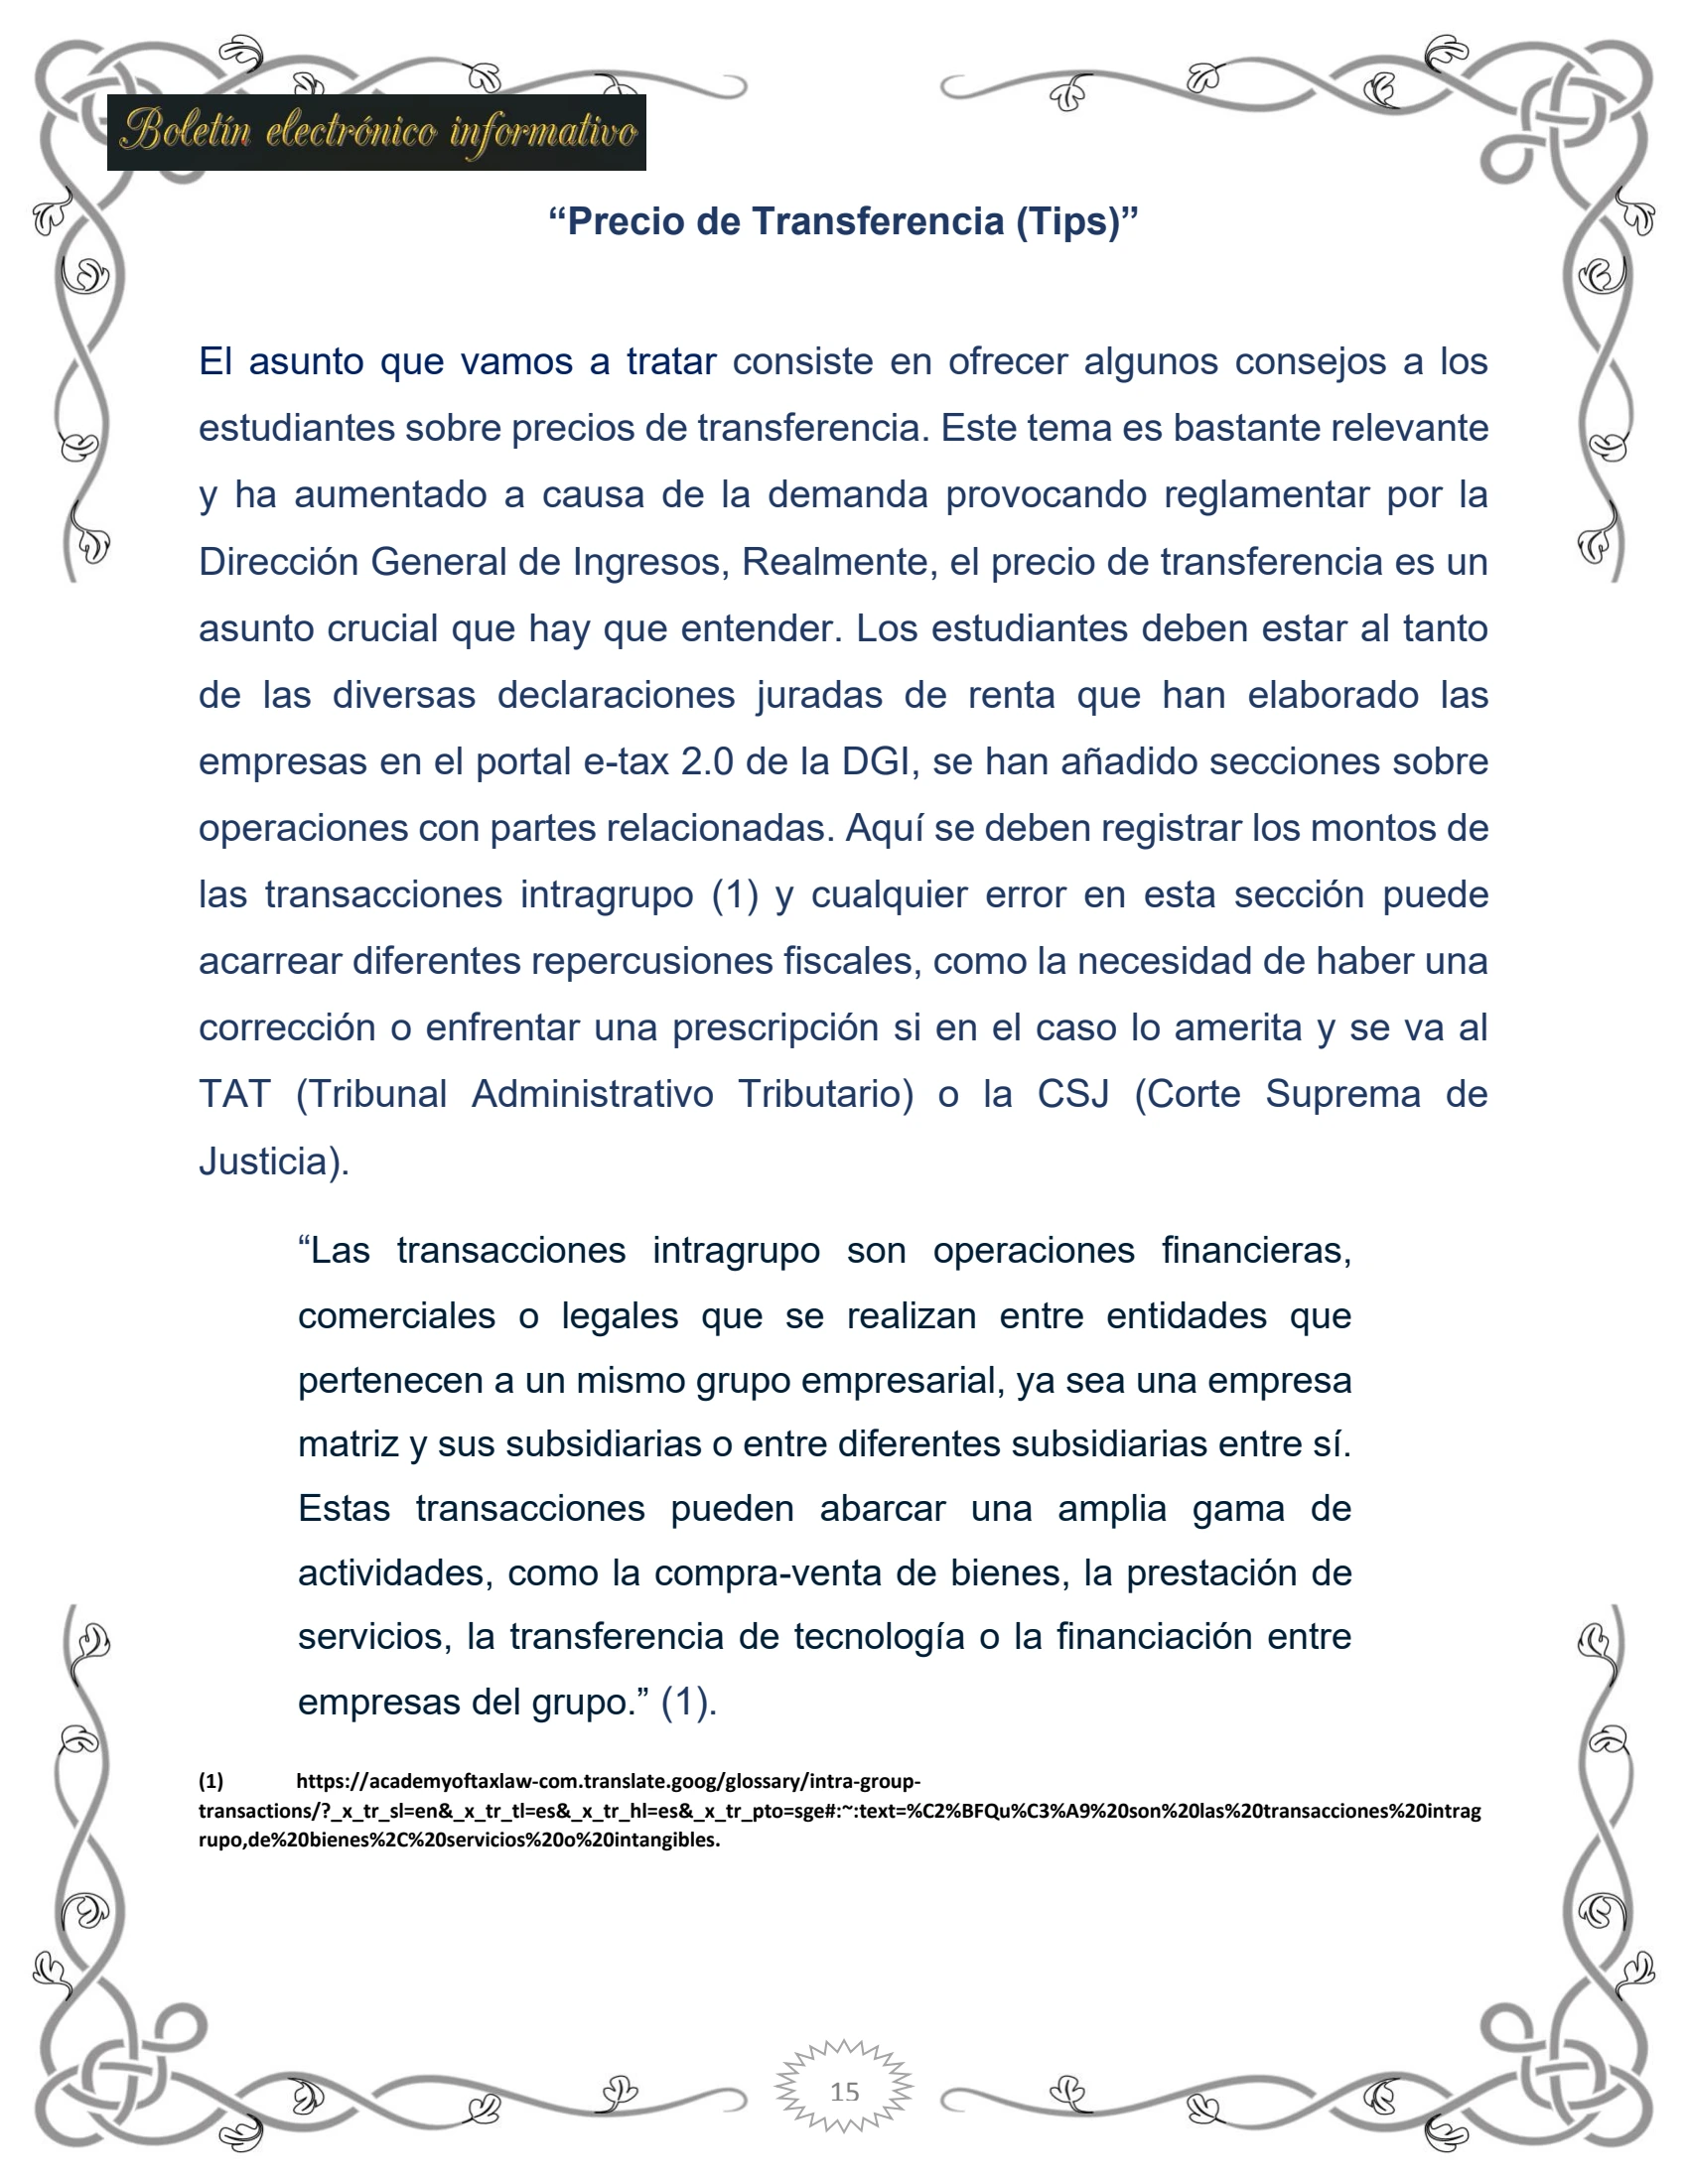 Boletín electrónico informativo
“Precio de Transferencia (Tips)”
El asunto que vamos a tratar consiste en ofrecer algunos consejos a los
estudiantes sobre precios de transferencia. Este tema es bastante relevante
y ha aumentado a causa de la demanda provocando reglamentar por la
Dirección General de Ingresos, Realmente, el precio de transferencia es un
asunto crucial que hay que entender. Los estudiantes deben estar al tanto
de las diversas declaraciones juradas de renta que han elaborado las
empresas en el portal e-tax 2.0 de la DGI, se han añadido secciones sobre
operaciones con partes relacionadas. Aquí se deben registrar los montos de
las transacciones intragrupo (1) y cualquier error en esta sección puede
acarrear diferentes repercusiones fiscales, como la necesidad de haber una
corrección o enfrentar una prescripción si en el caso lo amerita y se va al
TAT (Tribunal Administrativo Tributario) o la CSJ (Corte Suprema de
Justicia).
“Las transacciones intragrupo son operaciones financieras,
comerciales o legales que se realizan entre entidades que
pertenecen a un mismo grupo empresarial, ya sea una empresa
matriz y sus subsidiarias o entre diferentes subsidiarias entre sí.
Estas transacciones pueden abarcar una amplia gama de
actividades, como la compra-venta de bienes, la prestación de
servicios, la transferencia de tecnología o la financiación entre
empresas del grupo.” (1).
(1) https://academyoftaxlaw-com.translate.goog/glossary/intra-group-
transactions/?_x_tr_sl=en&_x_tr_tl=es&_x_tr_hl=es&_x_tr_pto=sge#:~:text=%C2%BFQu%C3%A9%20son%20las%20transacciones%20intrag
rupo,de%20bienes%2C%20servicios%20o%20intangibles.
15